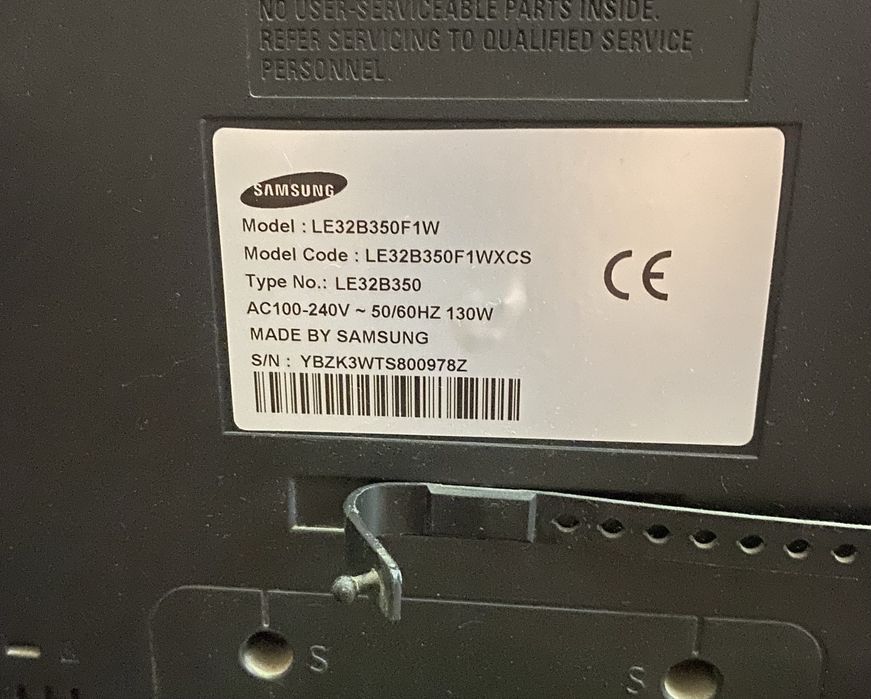 NO USER-SERVICEABLE PARTS INSIDE.
REFER SERVICING TO QUALIFIED SERVICE
PERSONNEL.
SAMSUNG
Model : LE32B350F1W
Model Code : LE32B350F1WXCS
Type No.: LE32B350
AC100-240V ~ 50/60HZ 130W
MADE BY SAMSUNG
S/N : YBZK3WTS800978Z
CE
S
S